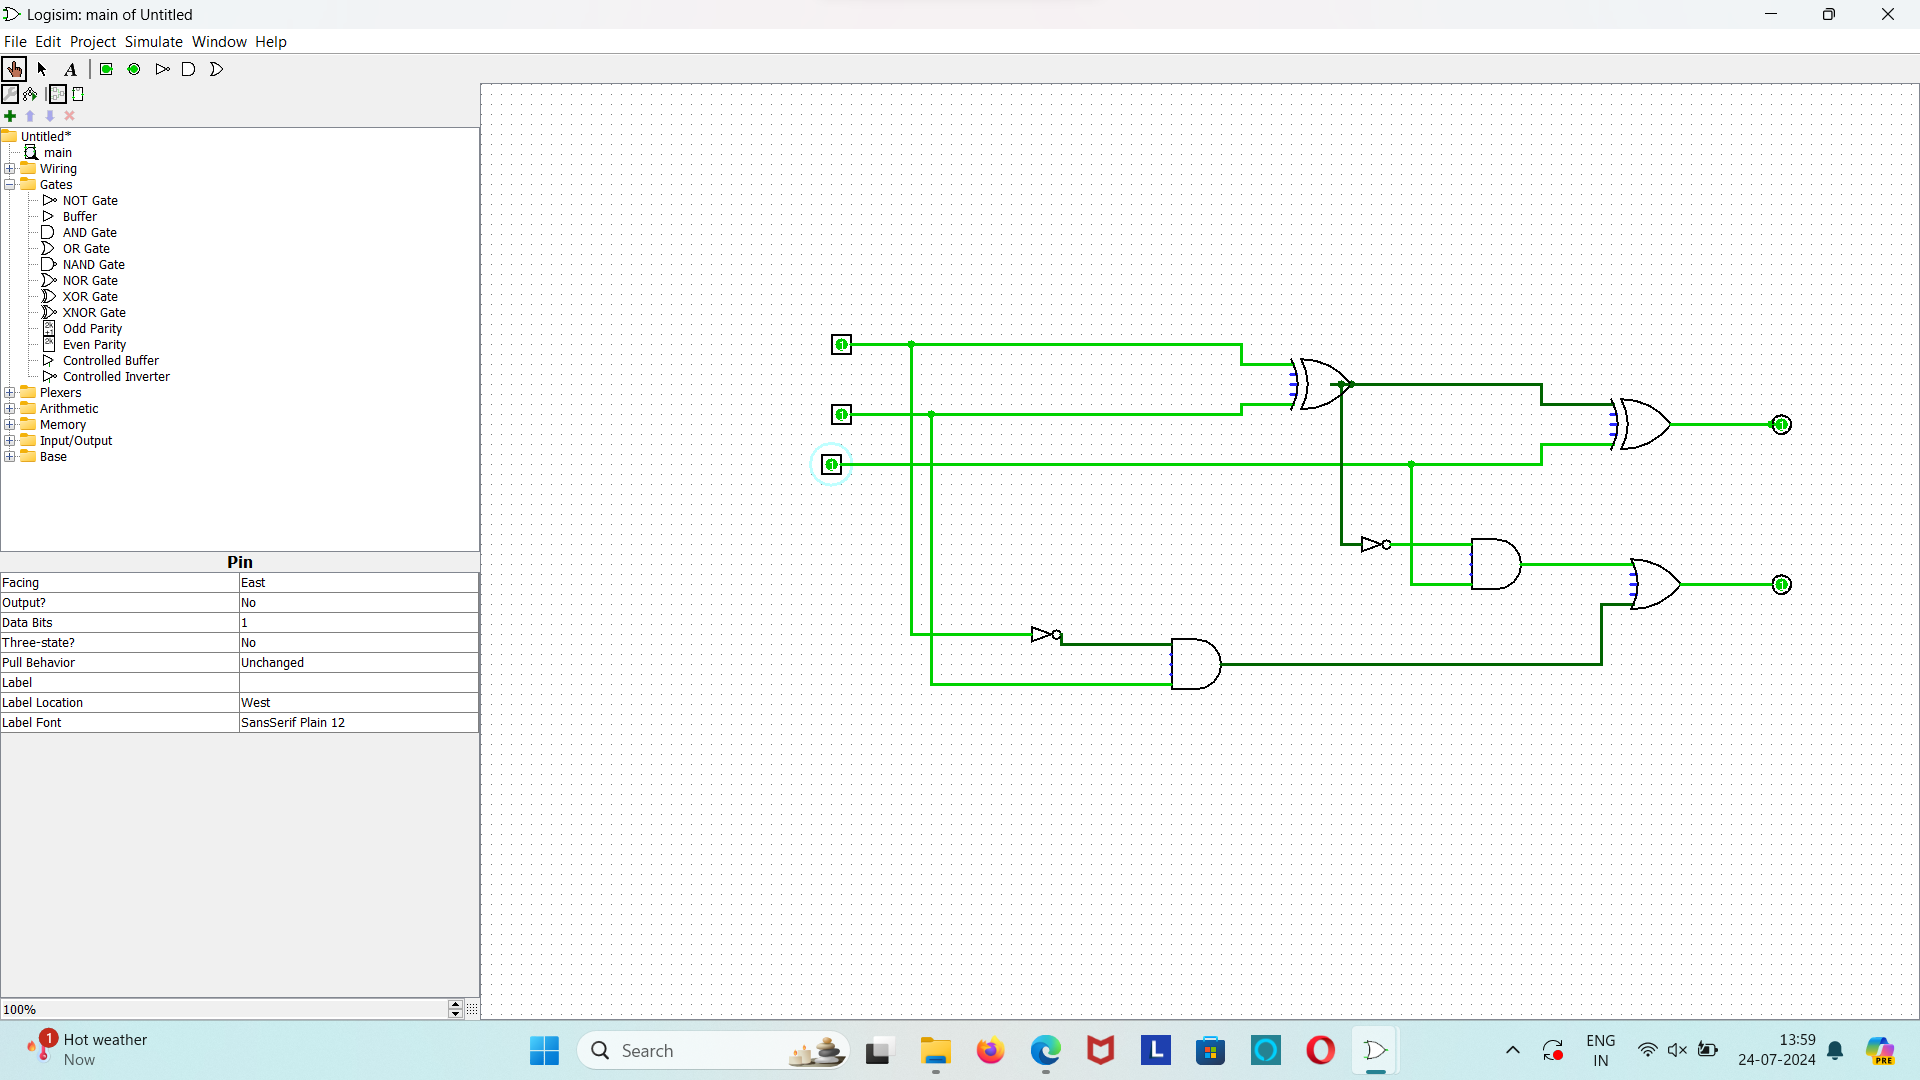 Logisim: main of Untitled
File Edit Project Simulate Window Help
A
Untitled*
main
Wiring
Gates
NOT Gate
Buffer
AND Gate
OR Gate
NAND Gate
NOR Gate
XOR Gate
XNOR Gate
Odd Parity
Even Parity
Controlled Buffer
Controlled Inverter
Plexers
Arithmetic
Memory
Input/Output
Base
Pin
Facing East
Output? No
Data Bits 1
Three-state? No
Pull Behavior Unchanged
Label
Label Location West
Label Font SansSerif Plain 12
100%
1
1
1
1
1
1
Hot weather
Now
Search
L
ENG
IN
13:59
24-07-2024
PRE